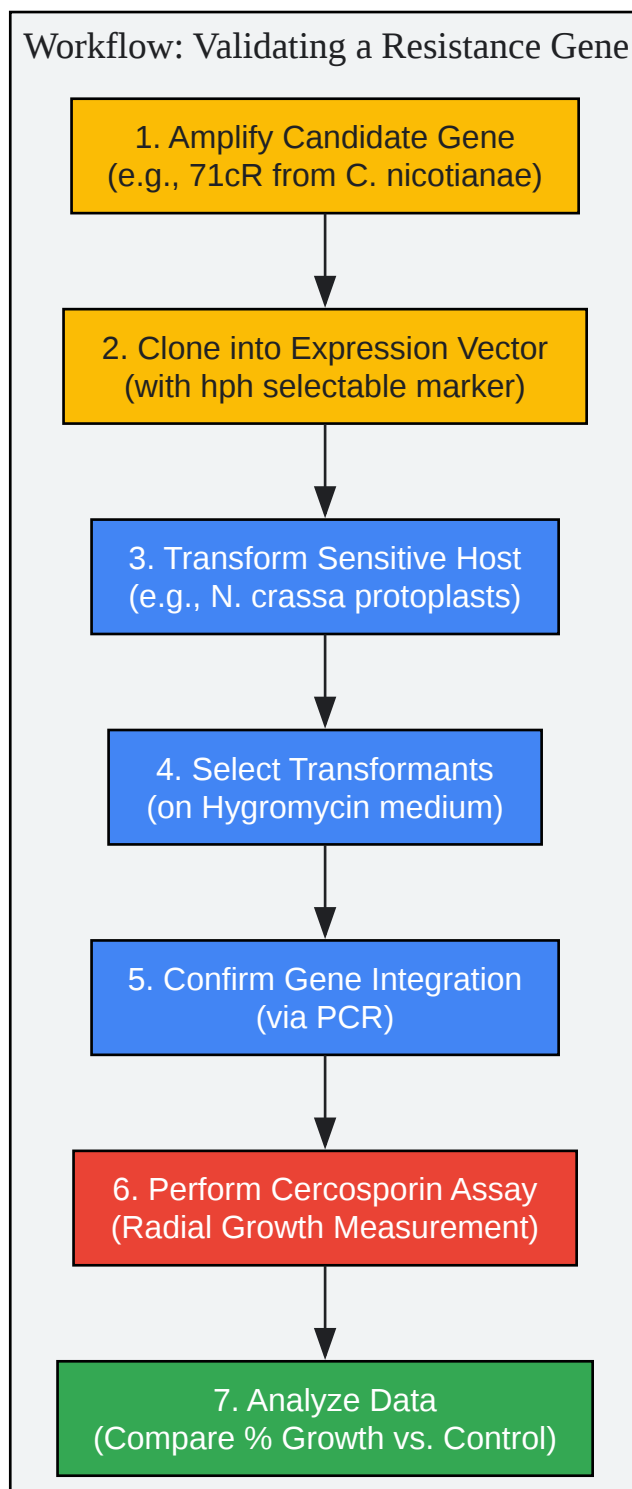 Workflow: Validating a Resistance Gene
1. Amplify Candidate Gene
(e.g., 71cR from C. nicotianae)
2. Clone into Expression Vector
(with hph selectable marker)
3. Transform Sensitive Host
(e.g., N. crassa protoplasts)
4. Select Transformants
(on Hygromycin medium)
5. Confirm Gene Integration
(via PCR)
6. Perform Cercosporin Assay
(Radial Growth Measurement)
7. Analyze Data
(Compare % Growth vs. Control)